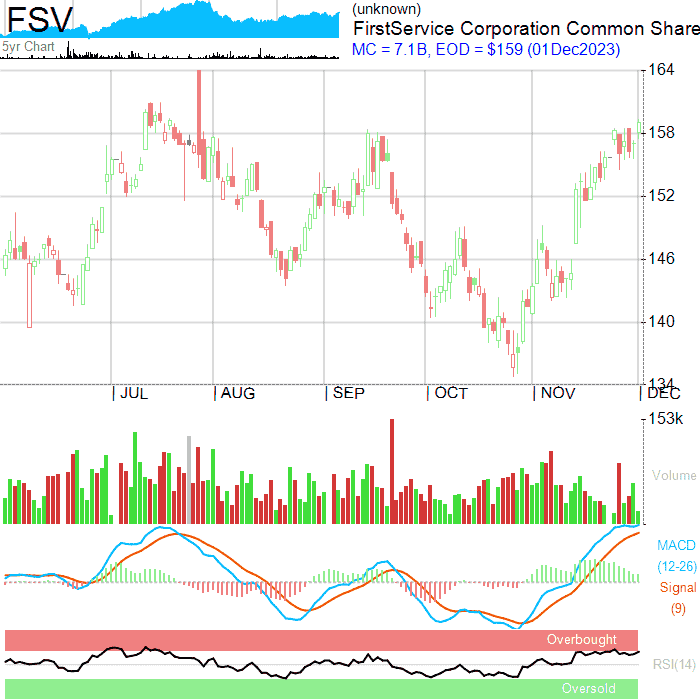 FSV
5yr Chart
(unknown)
FirstService Corporation Common Share
MC = 7.1B, EOD = $159 (01Dec2023)
164
158
152
146
140
134
JUL AUG SEP OCT NOV DEC
153k
Volume
MACD
(12-26)
Signal
(9)
Overbought
RSI(14)
Oversold